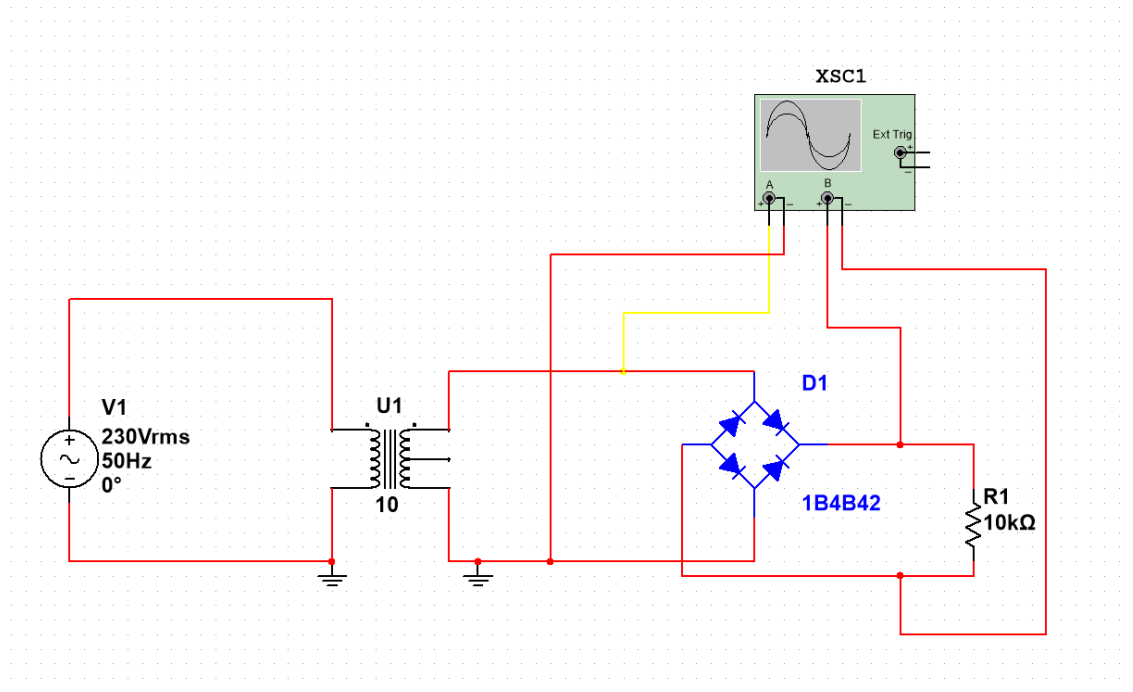 XSC1
Ext Trig
+
–
A
B
+
–
+
–
D1
V1
U1
230Vrms
50Hz
0°
10
1B4B42
R1
10kΩ